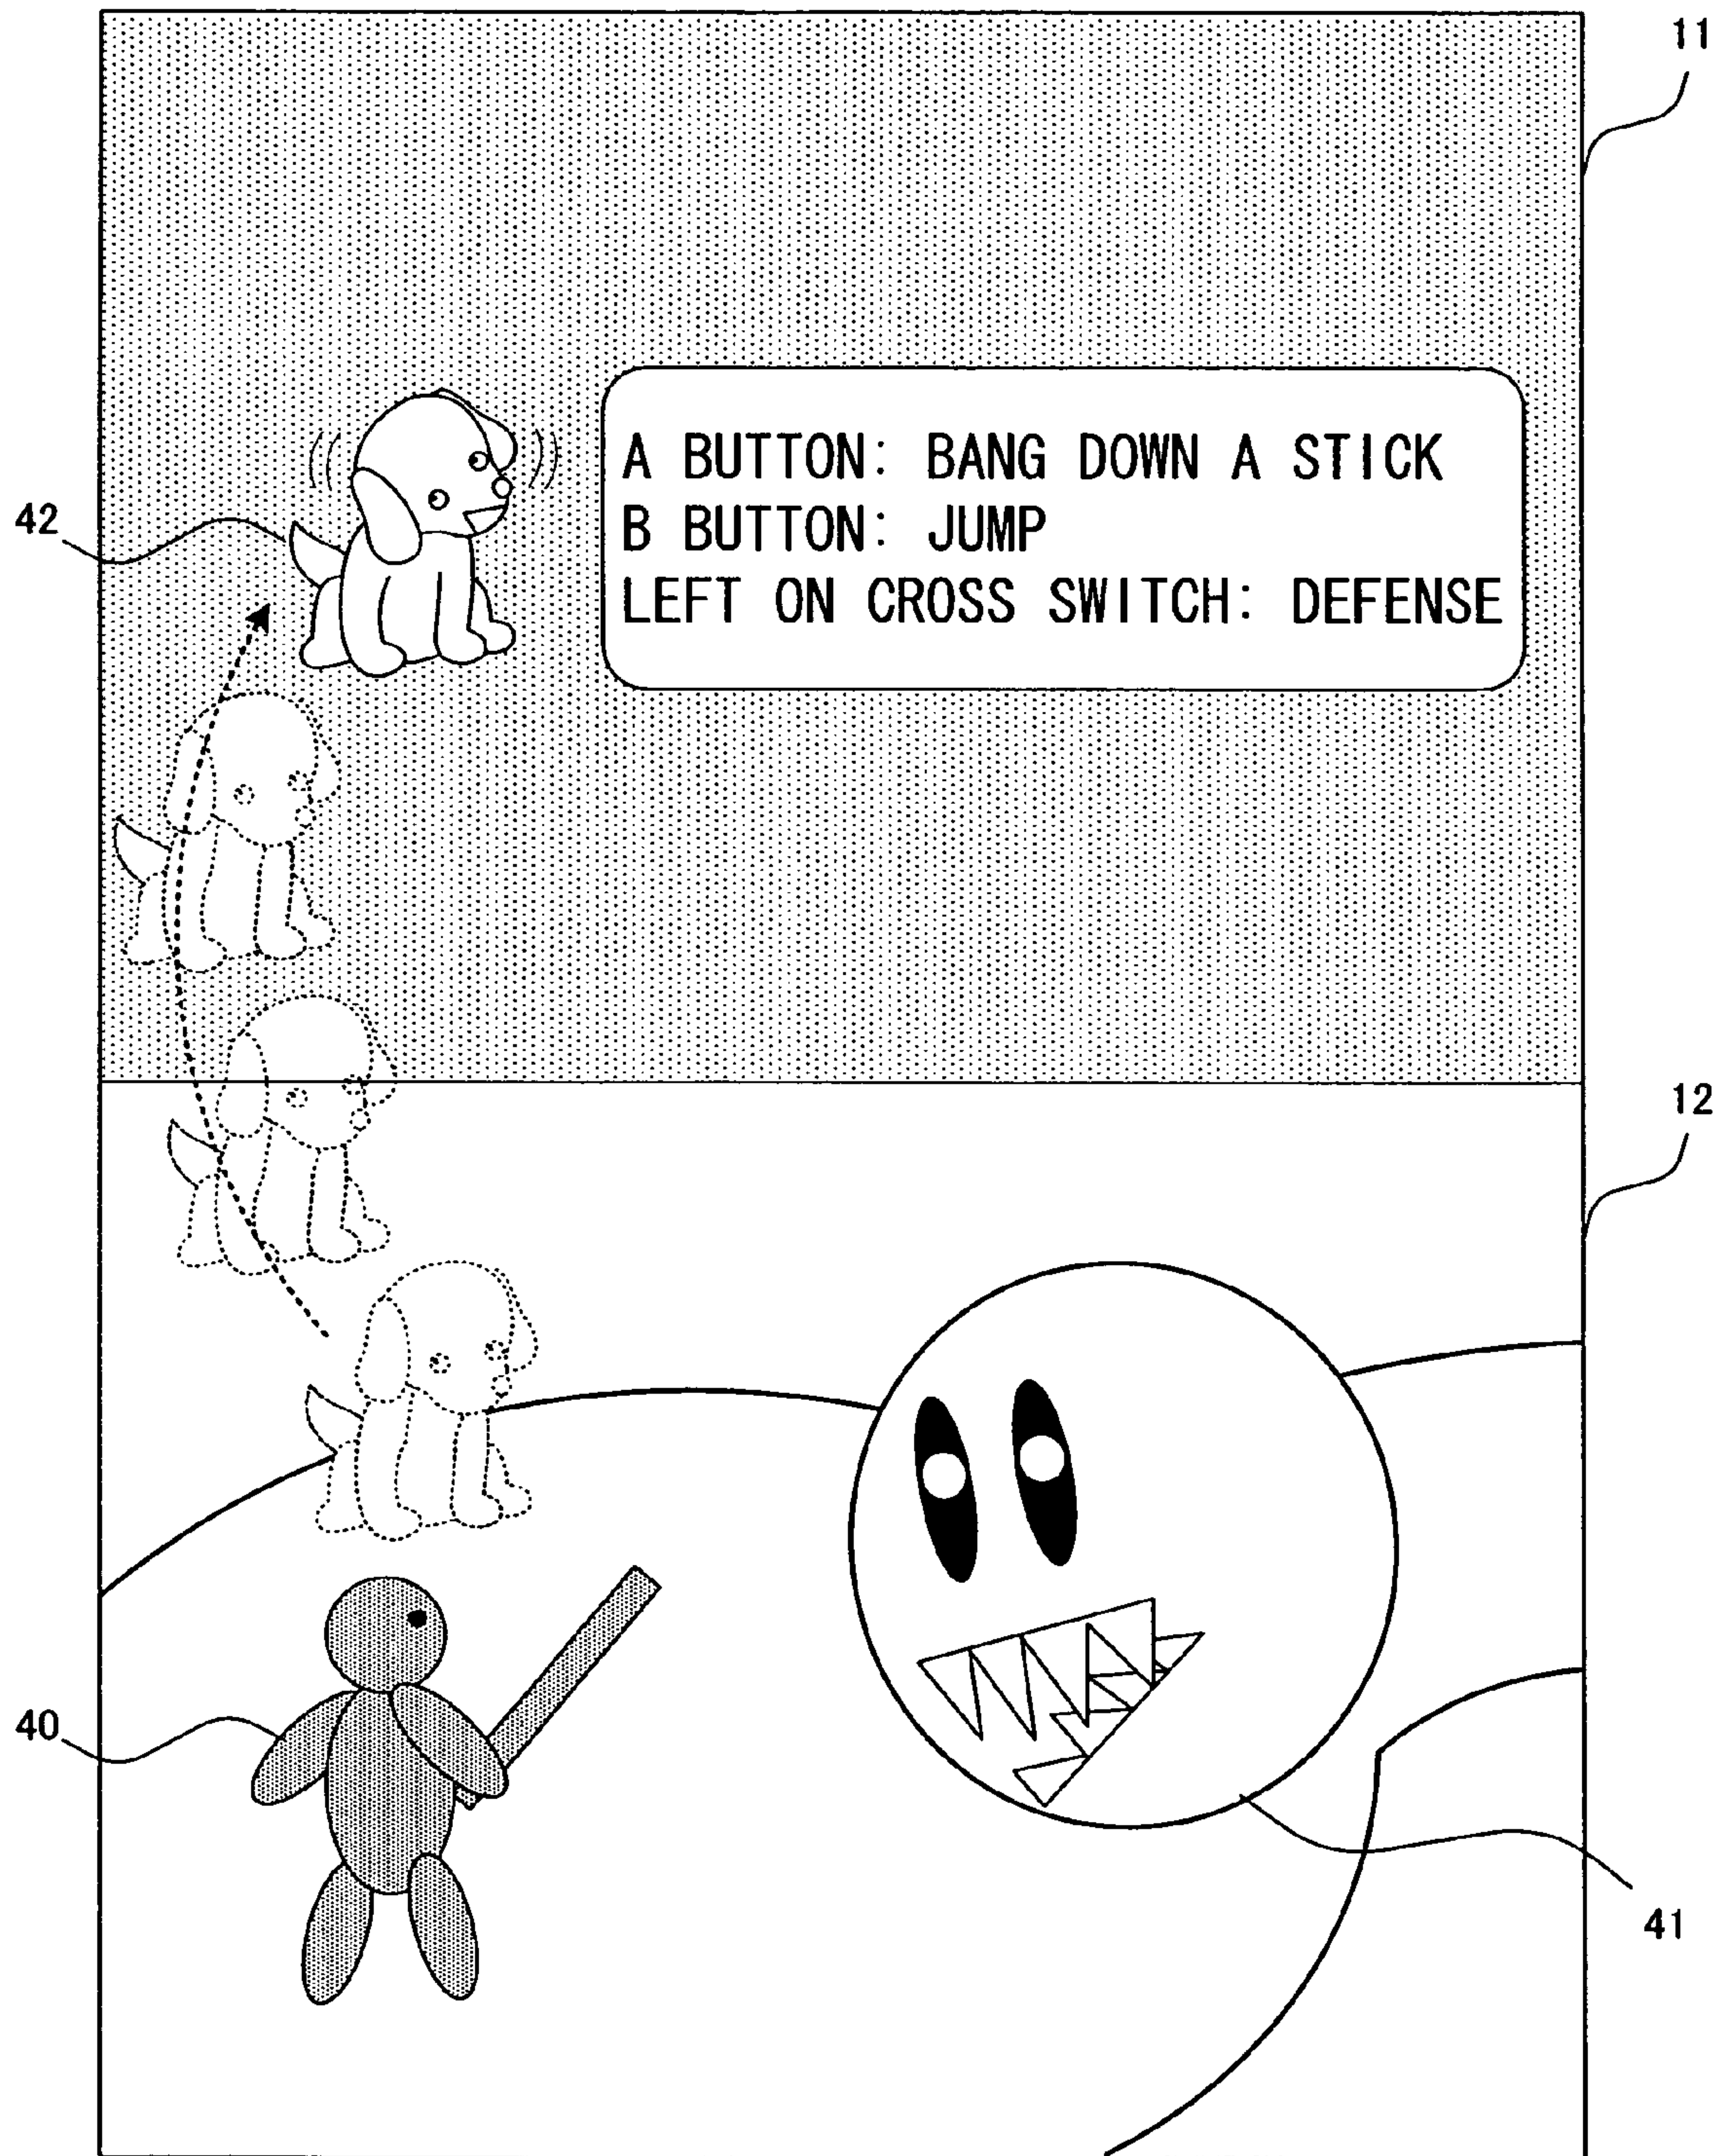 11
A BUTTON: BANG DOWN A STICK
B BUTTON: JUMP
LEFT ON CROSS SWITCH: DEFENSE
42
12
40
41